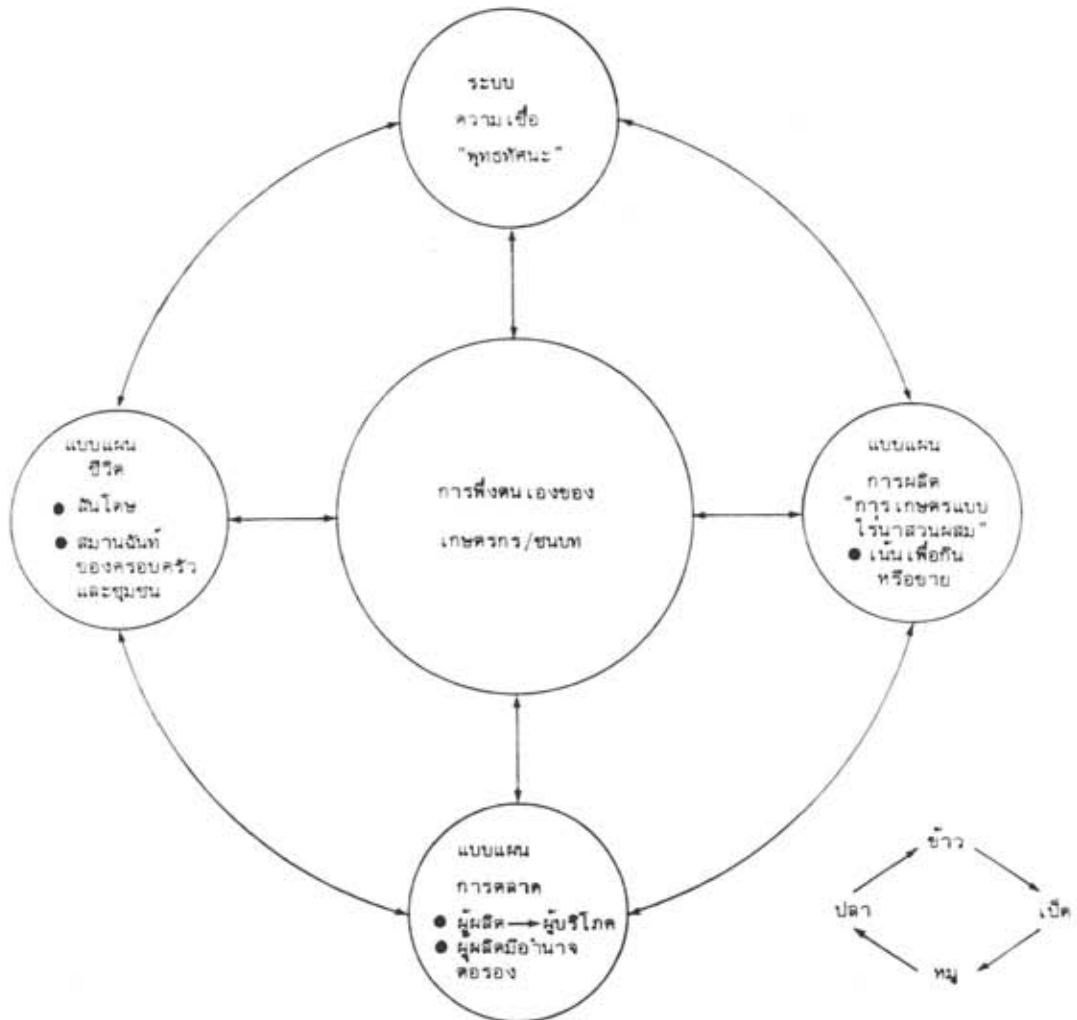 ระบบ
ความเชื่อ
"พุทธทัศนะ"
แบบแผน
ชีวิต
● สันโดษ
● สมานฉันท์
ของครอบครัว
และชุมชน
การพึ่งตนเองของ
เกษตรกร/ชนบท
แบบแผน
การผลิต
"การเกษตรแบบ
ไร่นาสวนผสม"
● เน้นเพื่อกิน
หรือขาย
แบบแผน
การตลาด
● ผู้ผลิต → ผู้บริโภค
● ผู้ผลิตมีอำนาจ
ต่อรอง
ข้าว
ปลา เป็ด
หมู